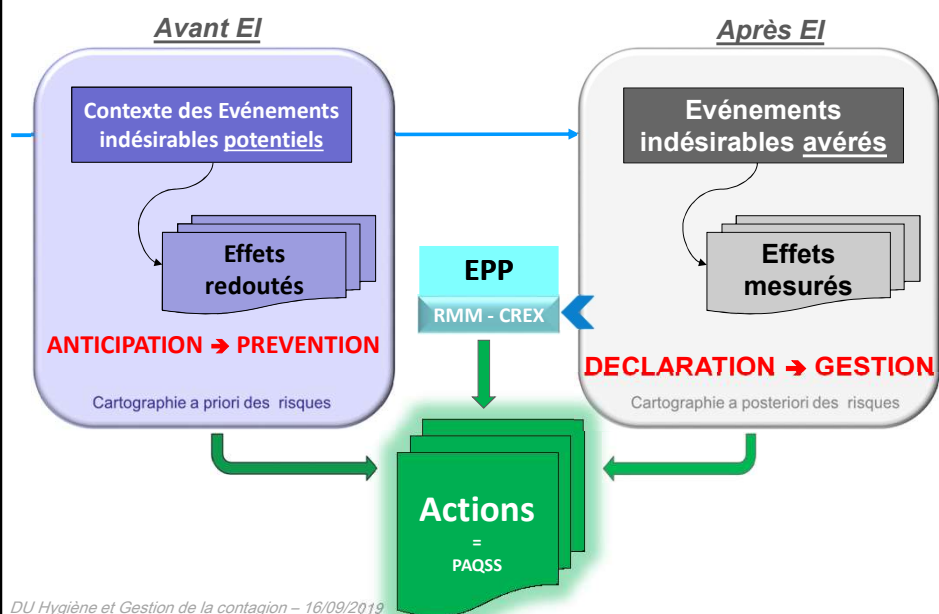 Avant EI
Après EI
Contexte des Evénements
indésirables potentiels
Effets
redoutés
ANTICIPATION ➔ PREVENTION
Cartographie a priori des risques
Evénements
indésirables avérés
Effets
mesurés
DECLARATION ➔ GESTION
Cartographie a posteriori des risques
EPP
RMM - CREX
Actions
=
PAQSS
DU Hygiène et Gestion de la contagion – 16/09/2019